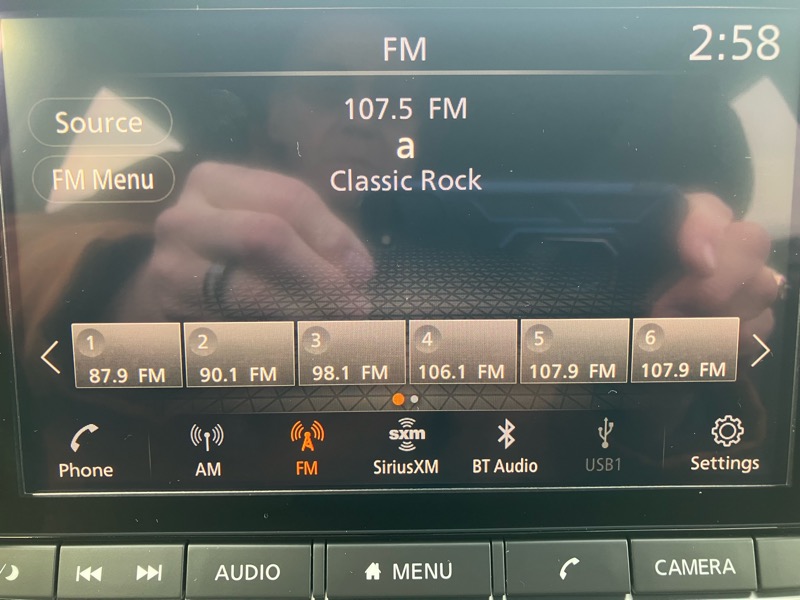 FM
2:58
Source
107.5 FM
a
FM Menu
Classic Rock
1
87.9 FM
2
90.1 FM
3
98.1 FM
4
106.1 FM
5
107.9 FM
6
107.9 FM
Phone
AM
FM
sxm
SiriusXM
BT Audio
USB1
Settings
AUDIO
MENU
CAMERA